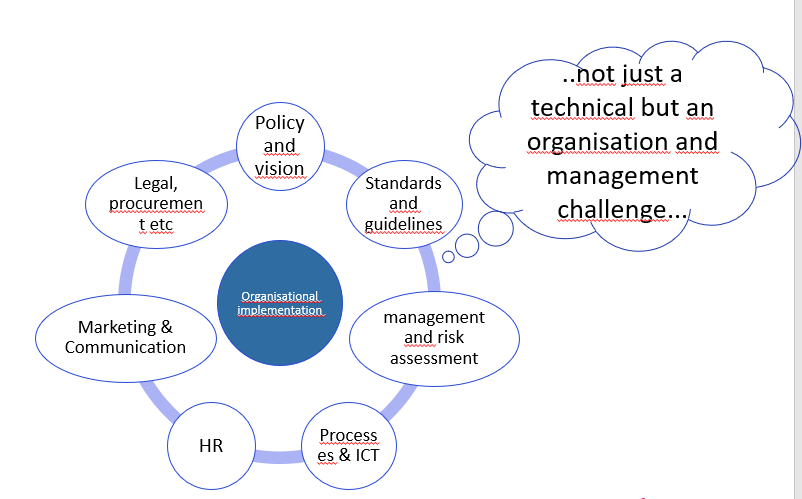 ..not just a
technical but an
organisation and
management
challenge...
Policy
and
vision
Standards
and
guidelines
management
and risk
assessment
Process
es & ICT
HR
Marketing &
Communication
Legal,
procuremen
t etc
Organisational
implementation